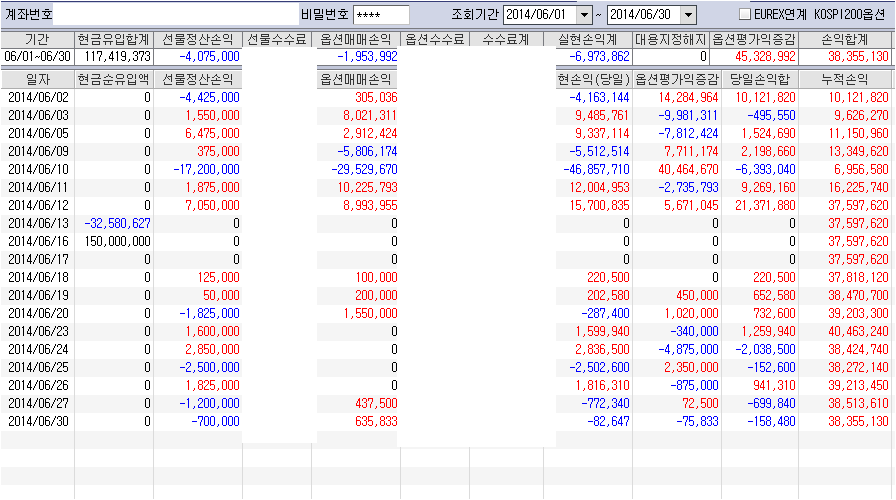 계좌번호 비밀번호 **** 조회기간 2014/06/01 ~ 2014/06/30 EUREX연계 KOSPI200옵션
기간 현금유입합계 선물정산손익 선물수수료 옵션매매손익 옵션수수료 수수료계 실현손익계 대용지정해지 옵션평가익증감 손익합계
06/01~06/30 117,419,373 -4,075,000 -1,953,992 -6,973,862 0 45,328,992 38,355,130
일자 현금순유입액 선물정산손익 옵션매매손익 현손익(당일) 옵션평가익증감 당일손익합 누적손익
2014/06/02 0 -4,425,000 305,036 -4,163,144 14,284,964 10,121,820 10,121,820
2014/06/03 0 1,550,000 8,021,311 9,485,761 -9,981,311 -495,550 9,626,270
2014/06/05 0 6,475,000 2,912,424 9,337,114 -7,812,424 1,524,690 11,150,960
2014/06/09 0 375,000 -5,806,174 -5,512,514 7,711,174 2,198,660 13,349,620
2014/06/10 0 -17,200,000 -29,529,670 -46,857,710 40,464,670 -6,393,040 6,956,580
2014/06/11 0 1,875,000 10,225,793 12,004,953 -2,735,793 9,269,160 16,225,740
2014/06/12 0 7,050,000 8,993,955 15,700,835 5,671,045 21,371,880 37,597,620
2014/06/13 -32,580,627 0 0 0 0 0 37,597,620
2014/06/16 150,000,000 0 0 0 0 0 37,597,620
2014/06/17 0 0 0 0 0 0 37,597,620
2014/06/18 0 125,000 100,000 220,500 0 220,500 37,818,120
2014/06/19 0 50,000 200,000 202,580 450,000 652,580 38,470,700
2014/06/20 0 -1,825,000 1,550,000 -287,400 1,020,000 732,600 39,203,300
2014/06/23 0 1,600,000 0 1,599,940 -340,000 1,259,940 40,463,240
2014/06/24 0 2,850,000 0 2,836,500 -4,875,000 -2,038,500 38,424,740
2014/06/25 0 -2,500,000 0 -2,502,600 2,350,000 -152,600 38,272,140
2014/06/26 0 1,825,000 0 1,816,310 -875,000 941,310 39,213,450
2014/06/27 0 -1,200,000 437,500 -772,340 72,500 -699,840 38,513,610
2014/06/30 0 -700,000 635,833 -82,647 -75,833 -158,480 38,355,130